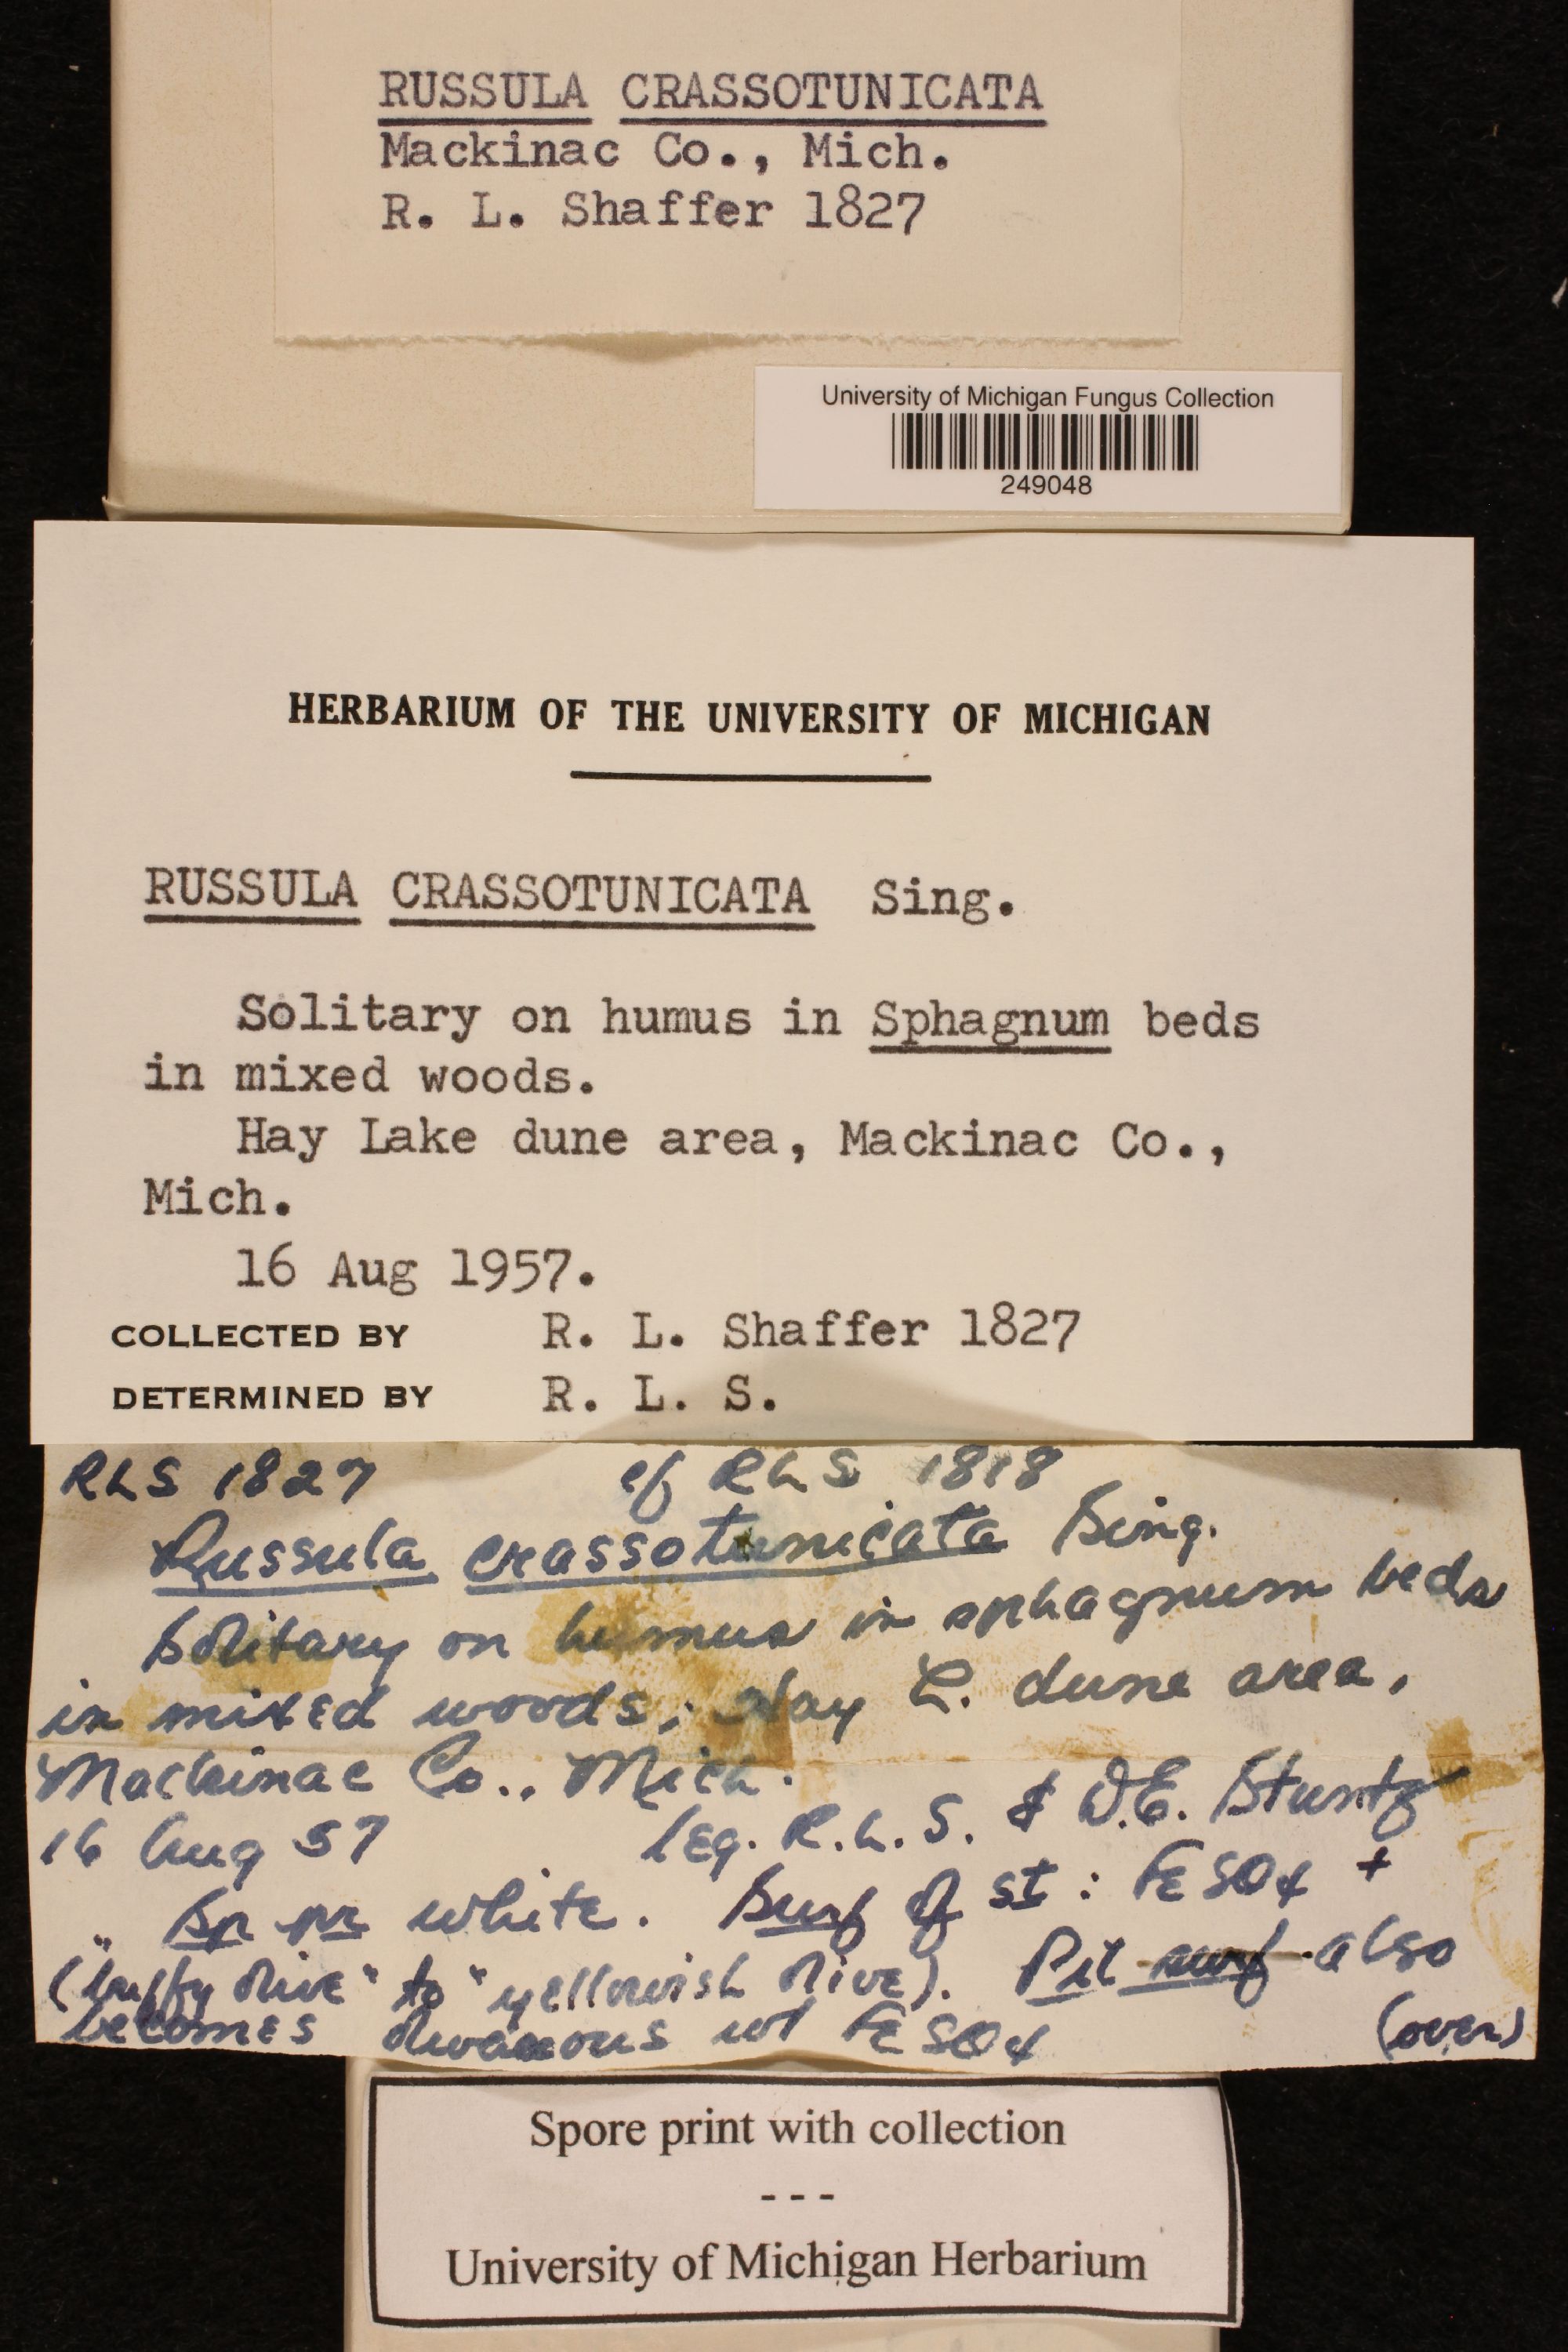 RUSSULA CRASSOTUNICATA
Mackinac Co., Mich.
R. L. Shaffer 1827
University of Michigan Fungus Collection
249048
HERBARIUM OF THE UNIVERSITY OF MICHIGAN
RUSSULA CRASSOTUNICATA Sing.
Solitary on humus in Sphagnum beds
in mixed woods.
Hay Lake dune area, Mackinac Co.,
Mich.
16 Aug 1957.
COLLECTED BY R. L. Shaffer 1827
DETERMINED BY R. L. S.
RLS 1827 cf RLS 1818
Russula crassotunicata Sing.
Solitary on humus in sphagnum beds
in mixed woods; Hay L. dune area,
Mackinac Co., Mich.
16 Aug 57 leg. R.L.S. & D.E. Stuntz
Sp pr white. Surf of st: FeSO4 +
("buffy olive" to "yellowish olive). Pil surf also
becomes olivaceous w/ FeSO4 (over)
Spore print with collection
---
University of Michigan Herbarium